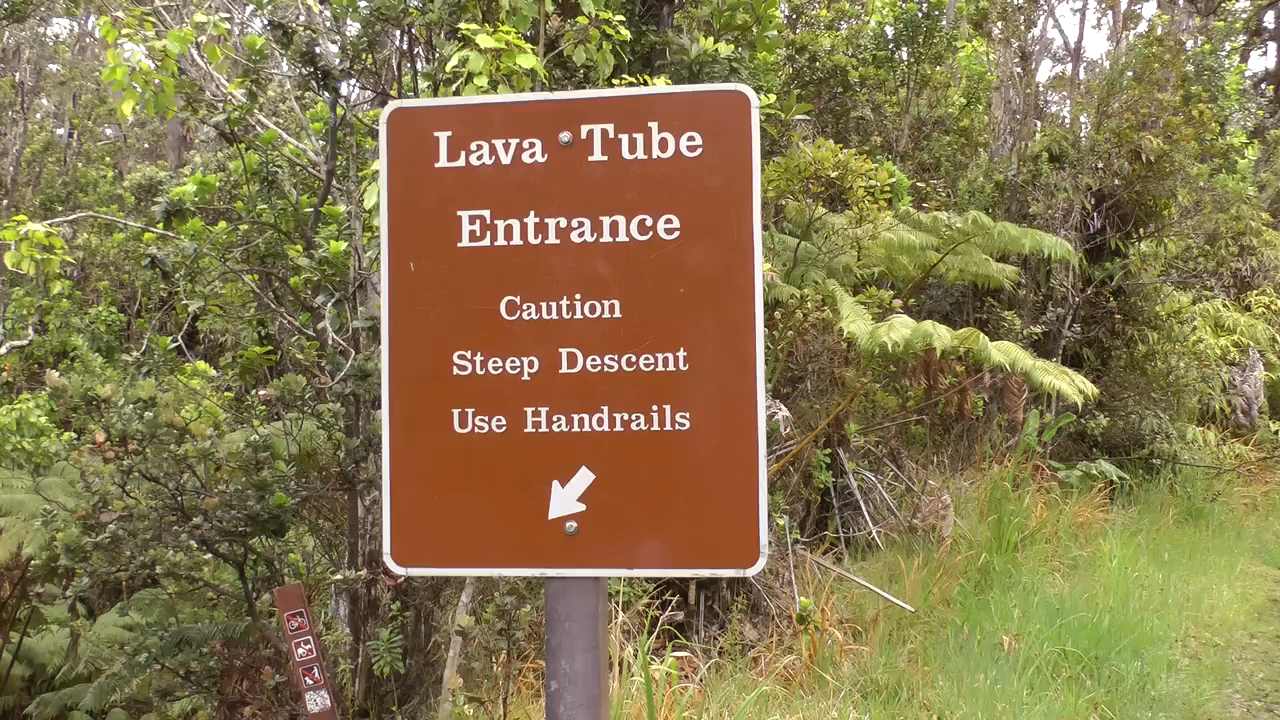 Lava Tube
Entrance
Caution
Steep Descent
Use Handrails